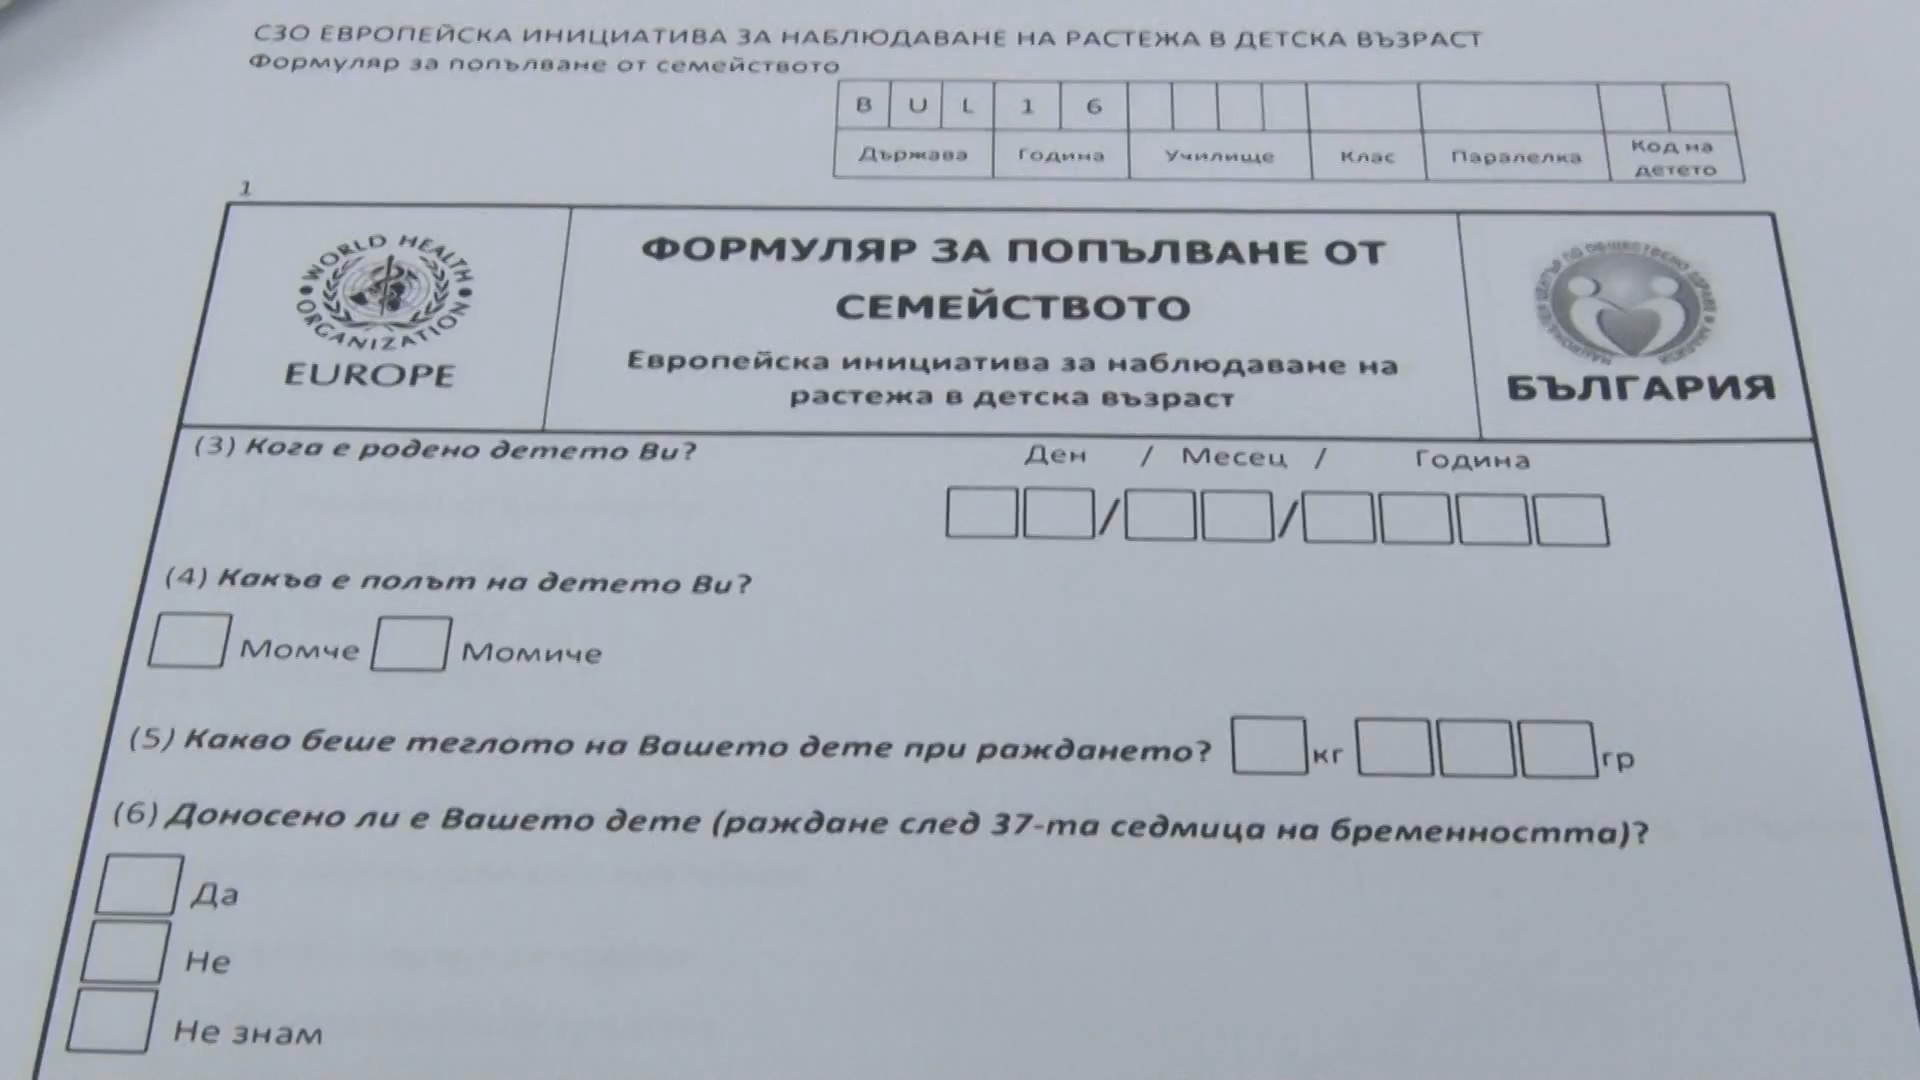 СЗО ЕВРОПЕЙСКА ИНИЦИАТИВА ЗА НАБЛЮДАВАНЕ НА РАСТЕЖА В ДЕТСКА ВЪЗРАСТ
Формуляр за попълване от семейството
B U L 1 6
Държава Година Училище Клас Паралелка Код на детето
1
WORLD HEALTH ORGANIZATION
EUROPE
ФОРМУЛЯР ЗА ПОПЪЛВАНЕ ОТ
СЕМЕЙСТВОТО
Европейска инициатива за наблюдаване на
растежа в детска възраст
БЪЛГАРИЯ
(3) Кога е родено детето Ви? Ден / Месец / Година
/ /
(4) Какъв е полът на детето Ви?
Момче Момиче
(5) Какво беше теглото на Вашето дете при раждането? кг гр
(6) Доносено ли е Вашето дете (раждане след 37-та седмица на бременността)?
Да
Не
Не знам